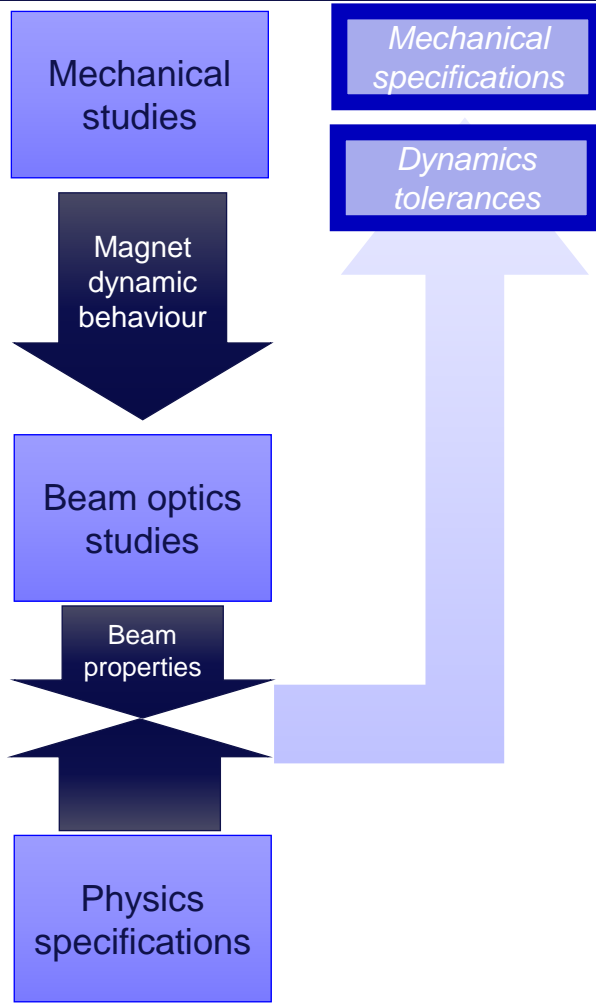 Mechanical
studies
Magnet
dynamic
behaviour
Beam optics
studies
Beam
properties
Physics
specifications
Mechanical
specifications
Dynamics
tolerances